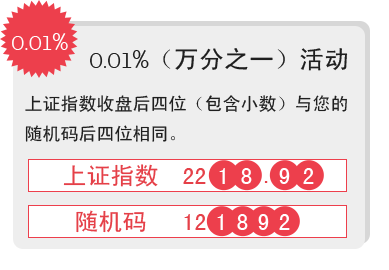 0.01%
0.01%（万分之一）活动
上证指数收盘后四位（包含小数）与您的
随机码后四位相同。
上证指数 2218.92
随机码 121892